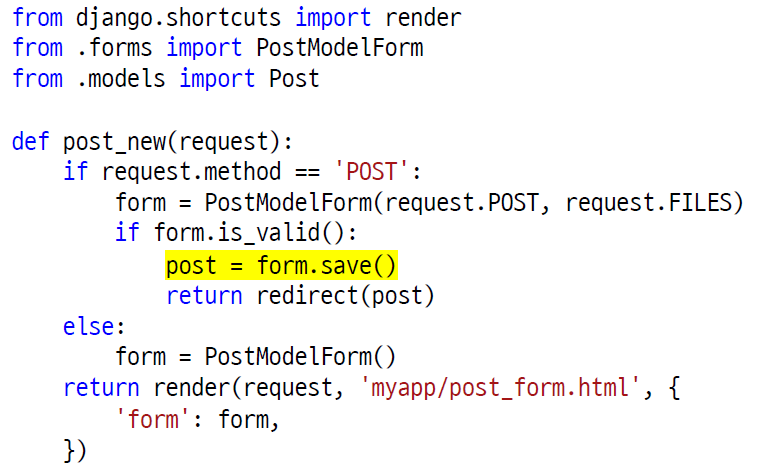 from django.shortcuts import render
from .forms import PostModelForm
from .models import Post

def post_new(request):
    if request.method == 'POST':
        form = PostModelForm(request.POST, request.FILES)
        if form.is_valid():
            post = form.save()
            return redirect(post)
    else:
        form = PostModelForm()
    return render(request, 'myapp/post_form.html', {
        'form': form,
    })